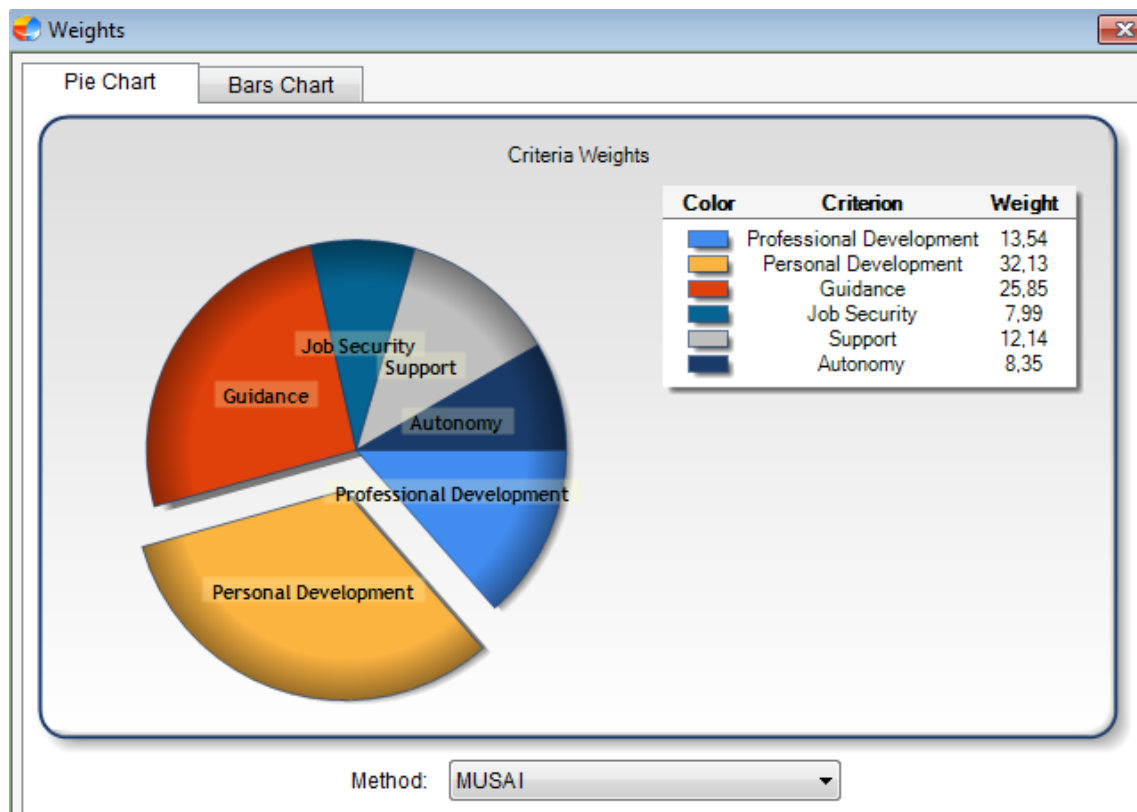 Weights
Pie Chart
Bars Chart
Criteria Weights
Color Criterion Weight
Professional Development 13,54
Personal Development 32,13
Guidance 25,85
Job Security 7,99
Support 12,14
Autonomy 8,35
Job Security
Support
Guidance
Autonomy
Professional Development
Personal Development
Method: MUSAI